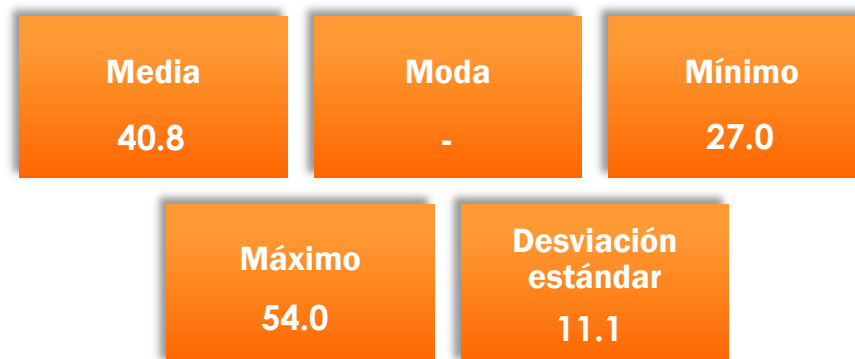 Media
40.8
Moda
-
Mínimo
27.0
Máximo
54.0
Desviación
estándar
11.1